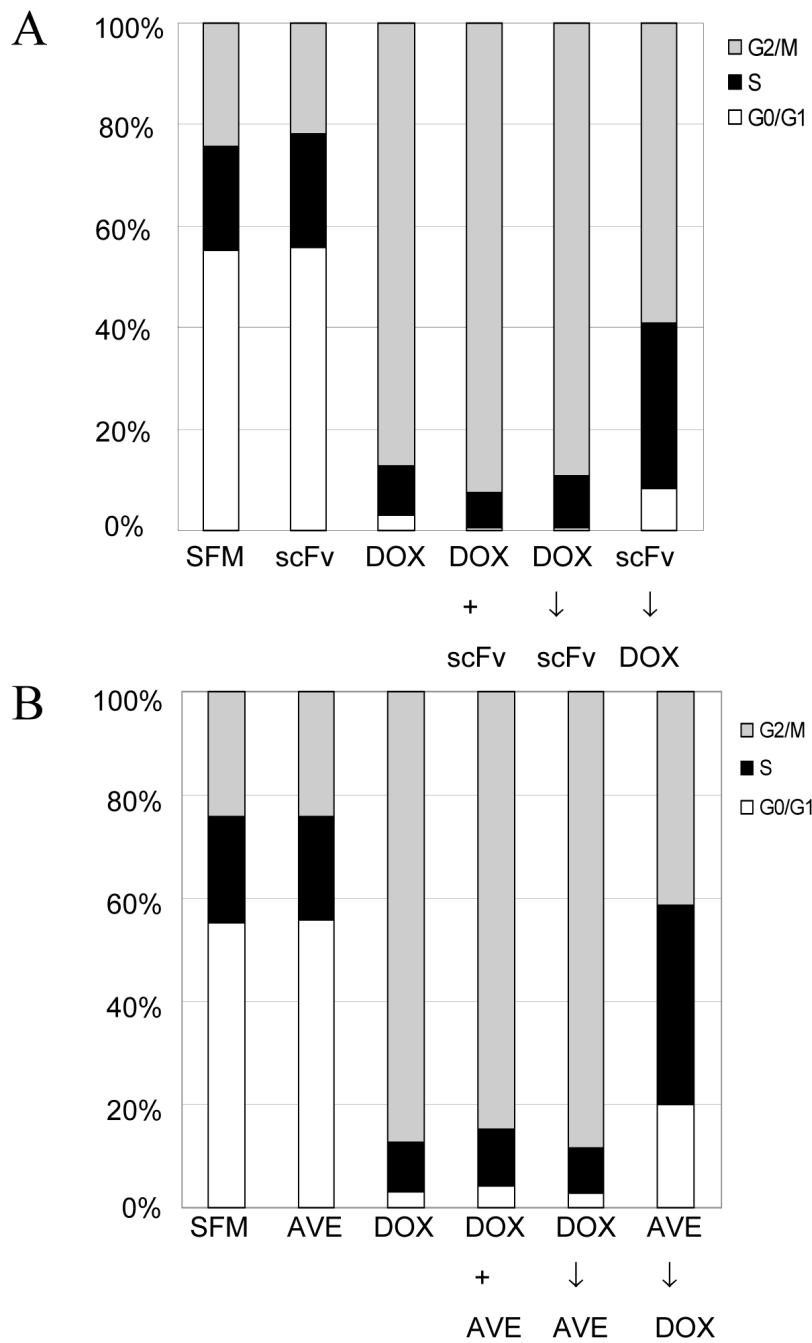 A
100%
80%
60%
40%
20%
0%
G2/M
S
G0/G1
SFM scFv DOX DOX DOX scFv
+ ↓ ↓
scFv scFv DOX
B
100%
80%
60%
40%
20%
0%
G2/M
S
G0/G1
SFM AVE DOX DOX DOX AVE
+ ↓ ↓
AVE AVE DOX